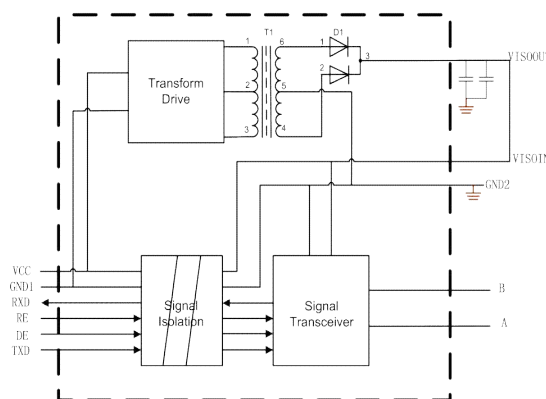 T1
D1
1
6
1
3
2
2
5
3
4
Transform
Drive
VISOOU
VISOIN
GND2
VCC
GND1
RXD
RE
DE
TXD
Signal
Isolation
Signal
Transceiver
B
A